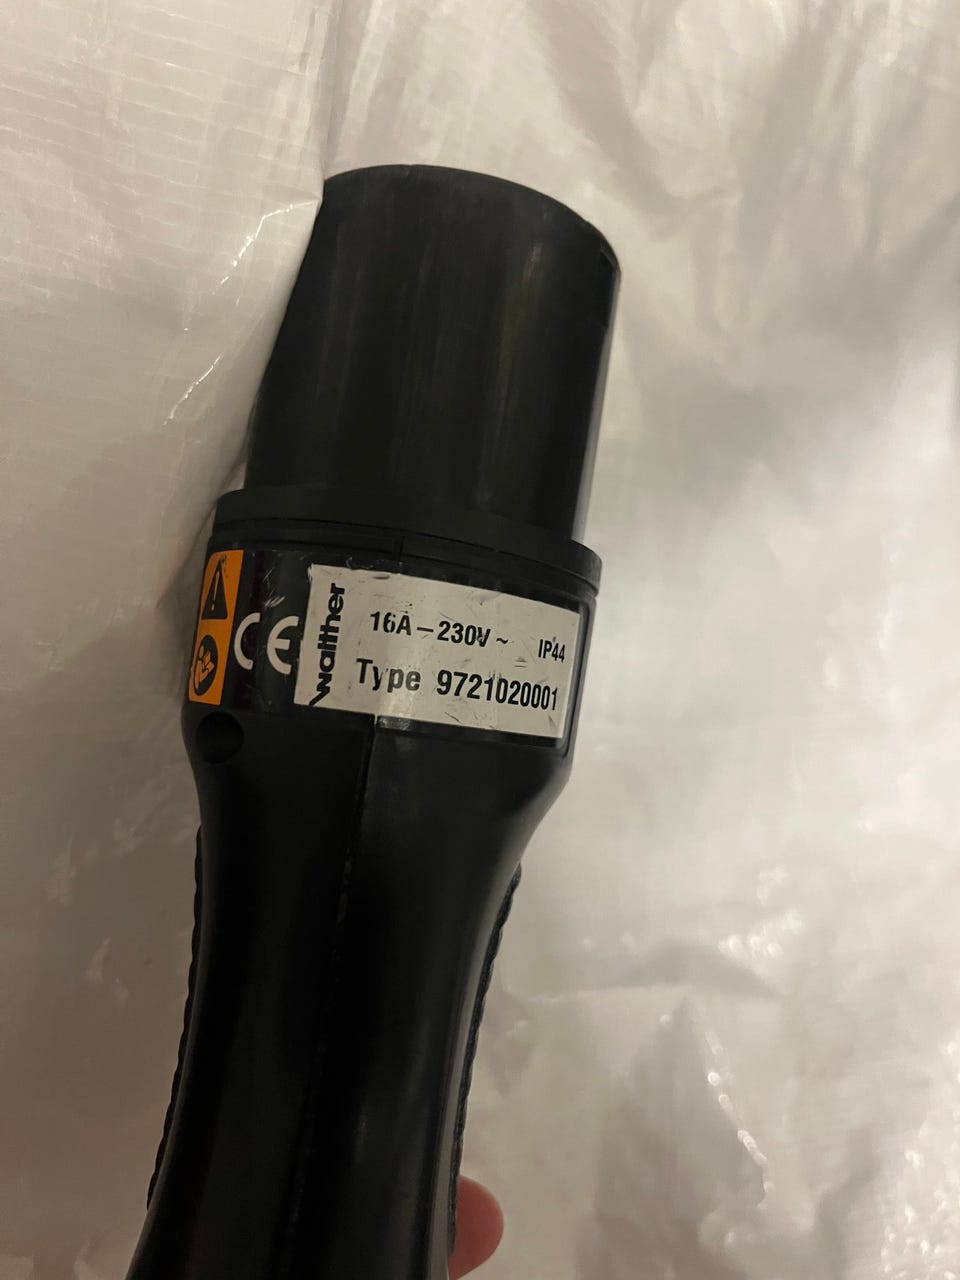 CE
walther
16A – 230V ~ IP44
Type 9721020001